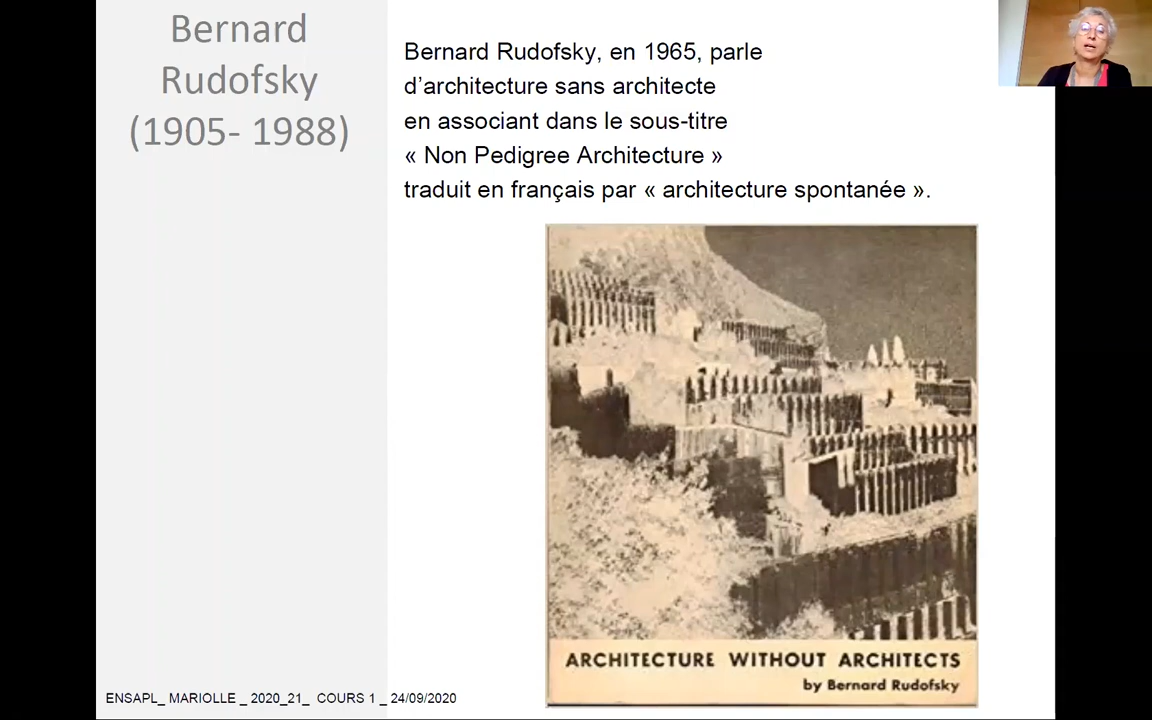 Bernard
Rudofsky
(1905- 1988)
Bernard Rudofsky, en 1965, parle
d’architecture sans architecte
en associant dans le sous-titre
« Non Pedigree Architecture »
traduit en français par « architecture spontanée ».
ARCHITECTURE WITHOUT ARCHITECTS
by Bernard Rudofsky
ENSAPL_ MARIOLLE _ 2020_21_ COURS 1 _ 24/09/2020